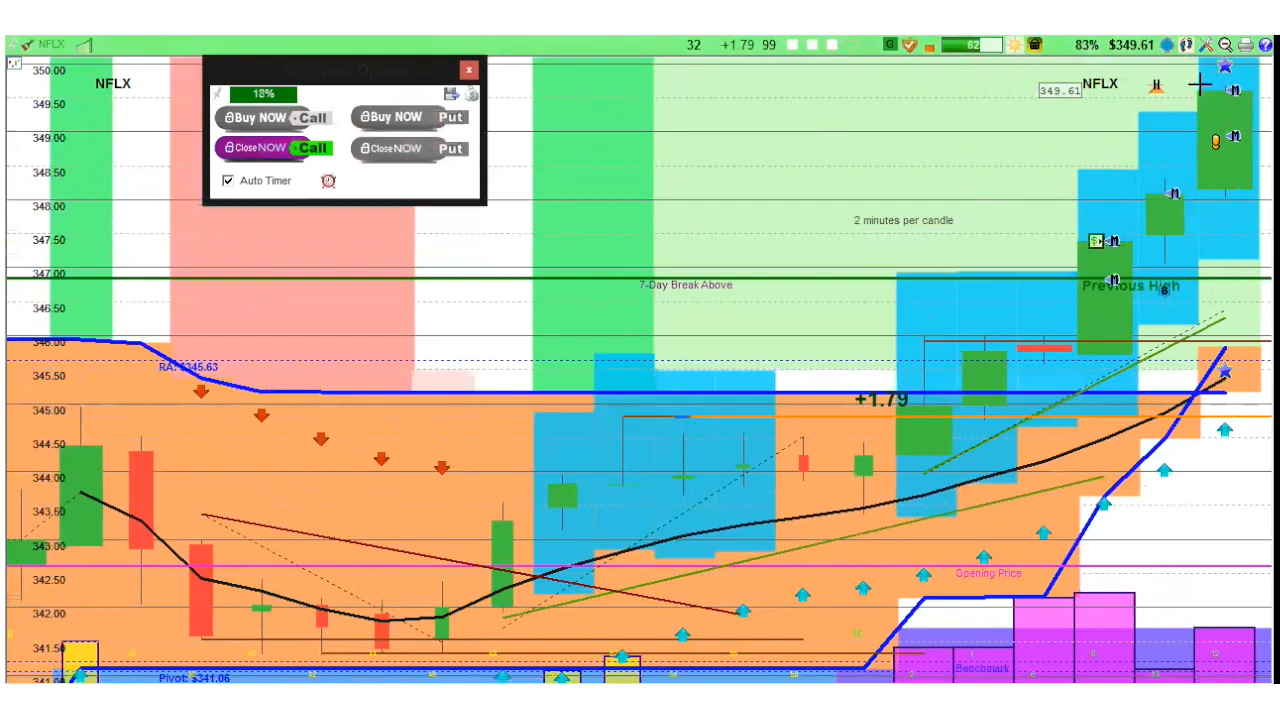 NFLX
32 +1.79 99
G
62
83% $349.61
350.00
349.50
349.00
348.50
348.00
347.50
347.00
346.50
346.00
345.50
345.00
344.50
344.00
343.50
343.00
342.50
342.00
341.50
NFLX
18%
Buy NOW Call
Buy NOW Put
Close NOW Call
Close NOW Put
Auto Timer
349.61
NFLX
H
M
M
2 minutes per candle
M
$ M
7-Day Break Above
M
Previous High
B
RA: $345.63
+1.79
Opening Price
Benchmark
Pivot: $341.06